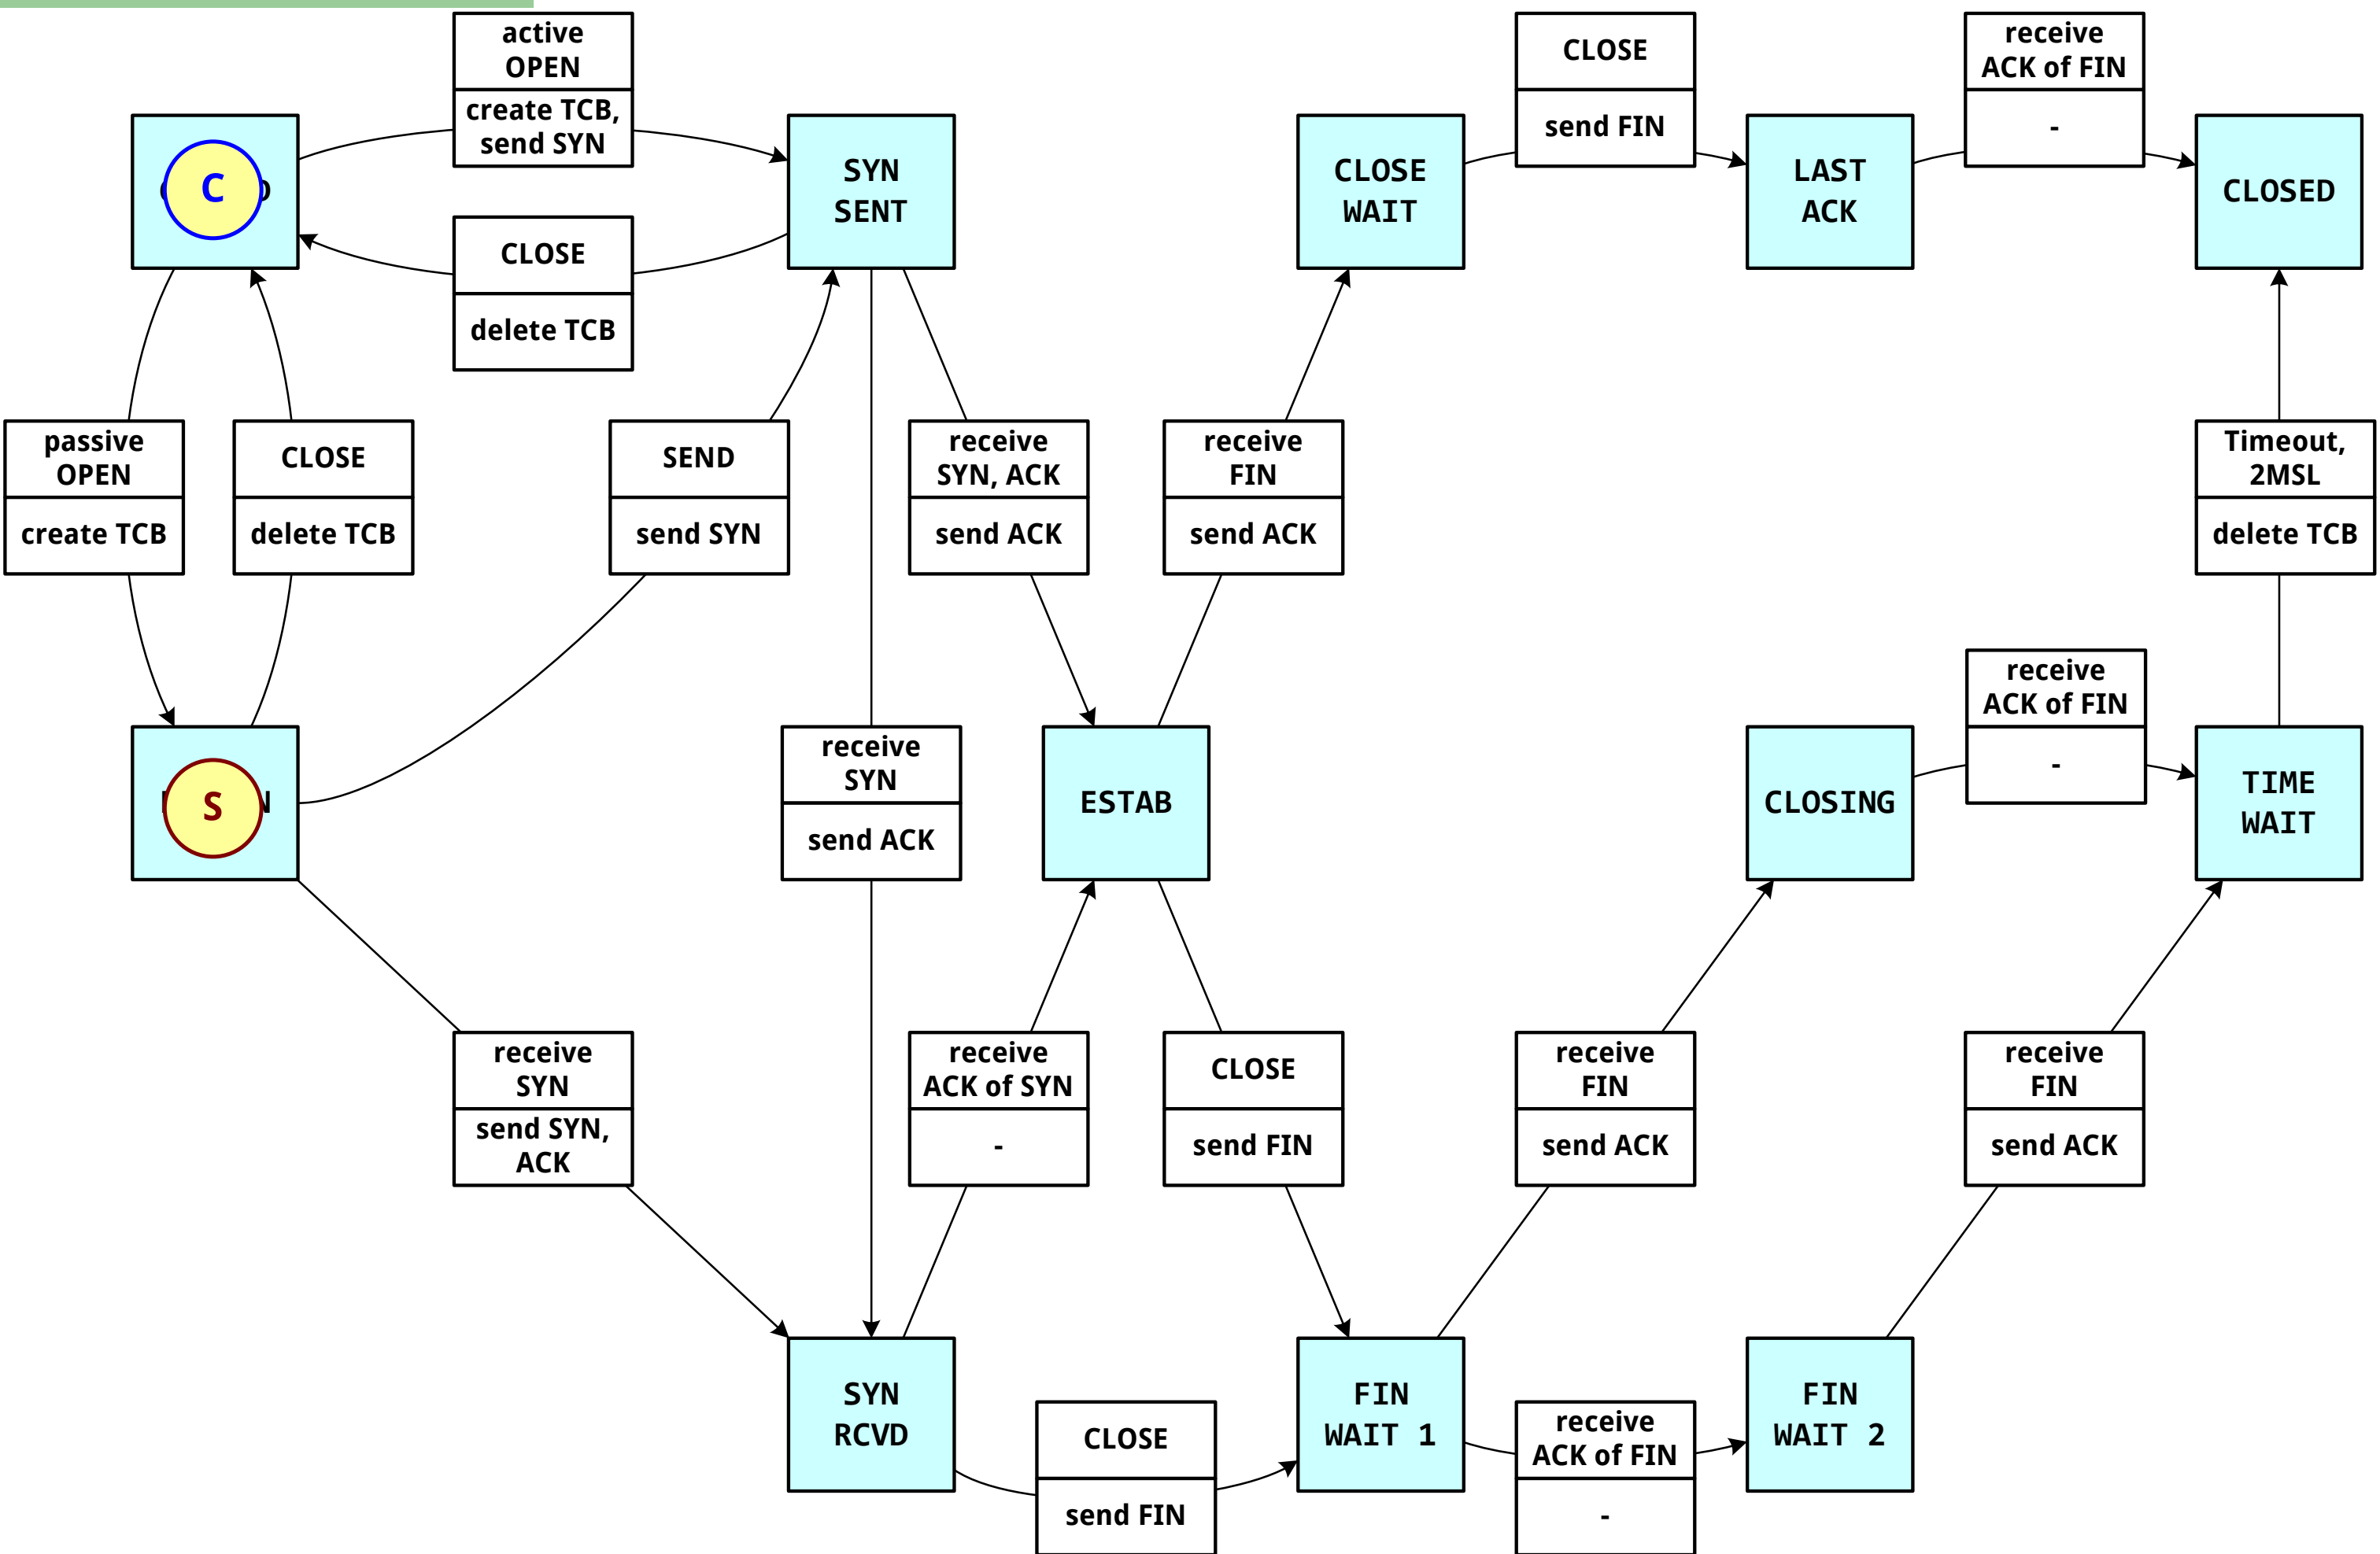 active
OPEN
create TCB,
send SYN
CLOSE
send FIN
receive
ACK of FIN
-
C
SYN
SENT
CLOSE
WAIT
LAST
ACK
CLOSED
CLOSE
delete TCB
passive
OPEN
create TCB
CLOSE
delete TCB
SEND
send SYN
receive
SYN, ACK
send ACK
receive
FIN
send ACK
Timeout,
2MSL
delete TCB
receive
ACK of FIN
-
S
receive
SYN
send ACK
ESTAB
CLOSING
TIME
WAIT
receive
SYN
send SYN,
ACK
receive
ACK of SYN
-
CLOSE
send FIN
receive
FIN
send ACK
receive
FIN
send ACK
SYN
RCVD
CLOSE
send FIN
FIN
WAIT 1
receive
ACK of FIN
-
FIN
WAIT 2